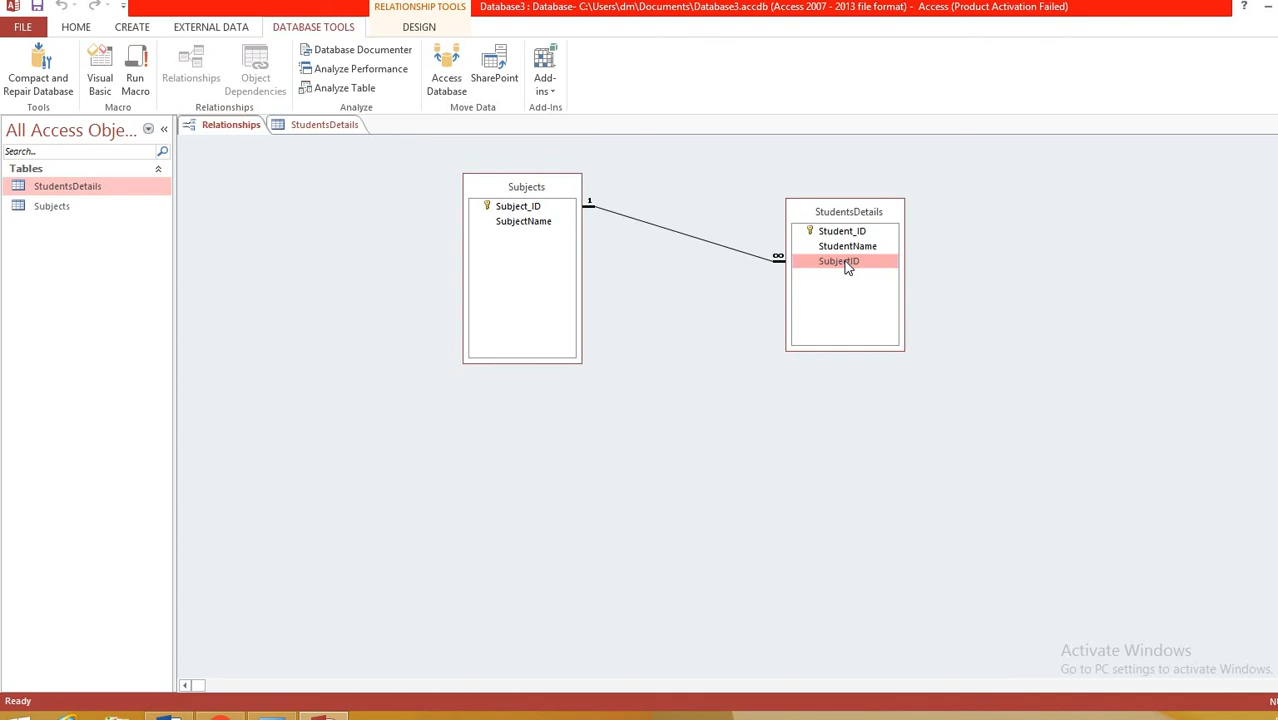 RELATIONSHIP TOOLS
Database3 : Database- C:\Users\dm\Documents\Database3.accdb (Access 2007 - 2013 file format) - Access (Product Activation Failed)
?
FILE HOME CREATE EXTERNAL DATA DATABASE TOOLS DESIGN
Compact and Repair Database
Visual Basic
Run Macro
Relationships
Object Dependencies
Database Documenter
Analyze Performance
Analyze Table
Access Database
SharePoint
Add-ins
Tools Macro Relationships Analyze Move Data Add-Ins
All Access Obje... «
Search...
Tables
StudentsDetails
Subjects
Relationships StudentsDetails
Subjects
Subject_ID
SubjectName
1
∞
StudentsDetails
Student_ID
StudentName
SubjectID
Activate Windows
Go to PC settings to activate Windows.
Ready